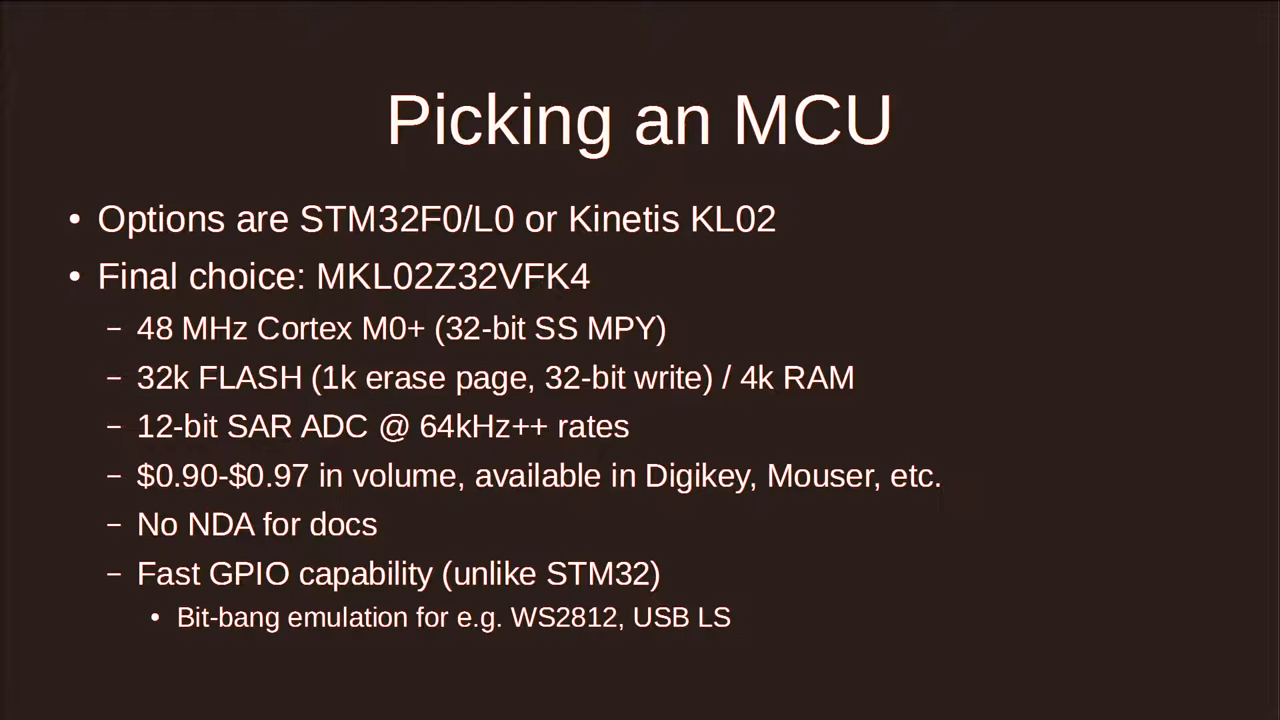 Picking an MCU
• Options are STM32F0/L0 or Kinetis KL02
• Final choice: MKL02Z32VFK4
– 48 MHz Cortex M0+ (32-bit SS MPY)
– 32k FLASH (1k erase page, 32-bit write) / 4k RAM
– 12-bit SAR ADC @ 64kHz++ rates
– $0.90-$0.97 in volume, available in Digikey, Mouser, etc.
– No NDA for docs
– Fast GPIO capability (unlike STM32)
• Bit-bang emulation for e.g. WS2812, USB LS